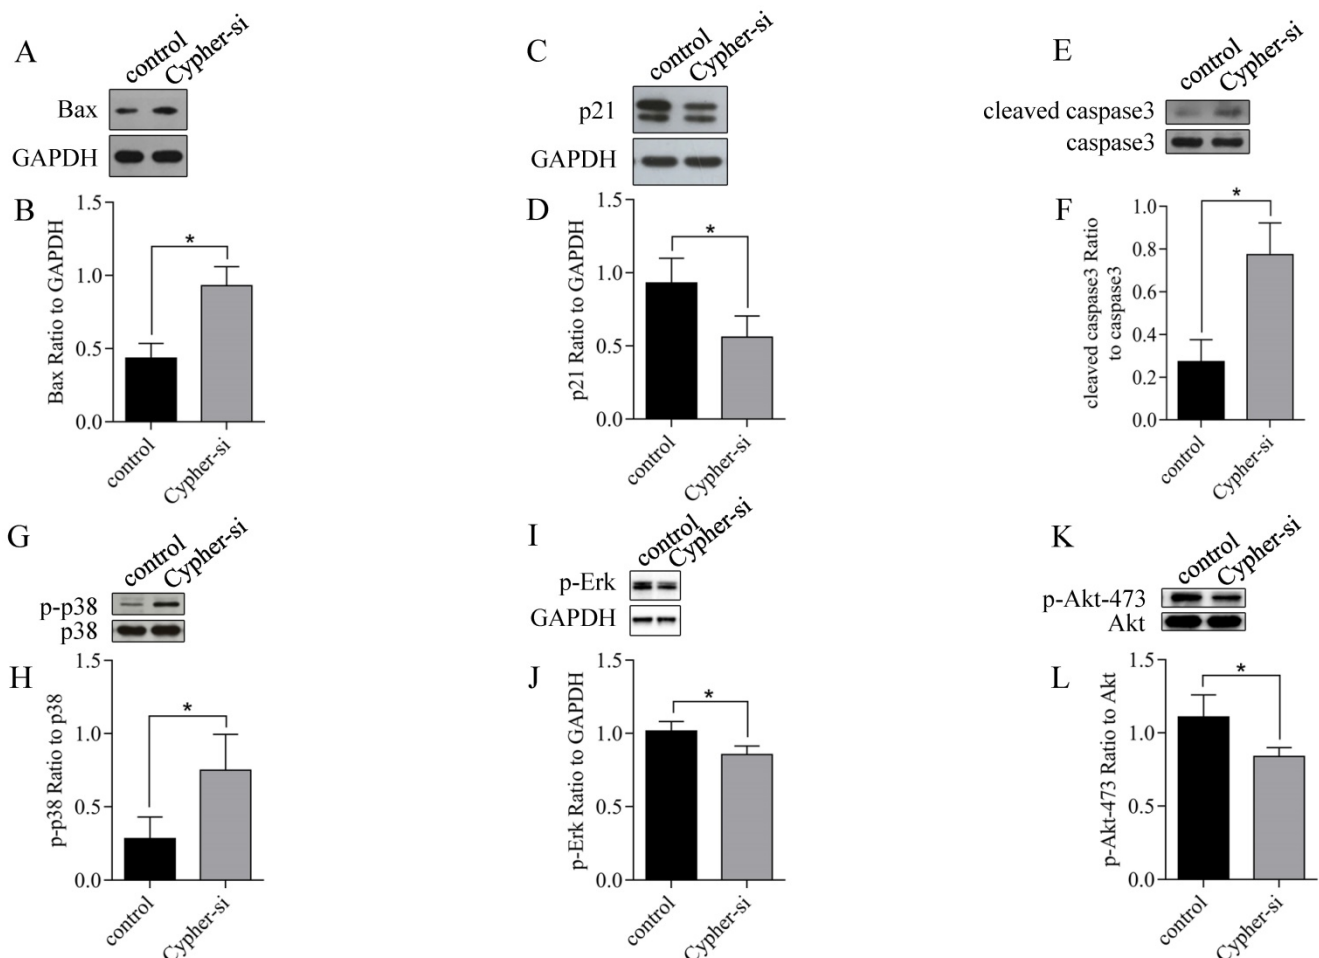 A
control
Cypher-si
Bax
GAPDH
B
Bax Ratio to GAPDH
1.5
1.0
0.5
0.0
*
control
Cypher-si
C
control
Cypher-si
p21
GAPDH
D
p21 Ratio to GAPDH
1.5
1.0
0.5
0.0
*
control
Cypher-si
E
control
Cypher-si
cleaved caspase3
caspase3
F
cleaved caspase3 Ratio
to caspase3
1.0
0.8
0.6
0.4
0.2
0.0
*
control
Cypher-si
G
control
Cypher-si
p-p38
p38
H
p-p38 Ratio to p38
1.5
1.0
0.5
0.0
*
control
Cypher-si
I
control
Cypher-si
p-Erk
GAPDH
J
p-Erk Ratio to GAPDH
1.5
1.0
0.5
0.0
*
control
Cypher-si
K
control
Cypher-si
p-Akt-473
Akt
L
p-Akt-473 Ratio to Akt
1.5
1.0
0.5
0.0
*
control
Cypher-si